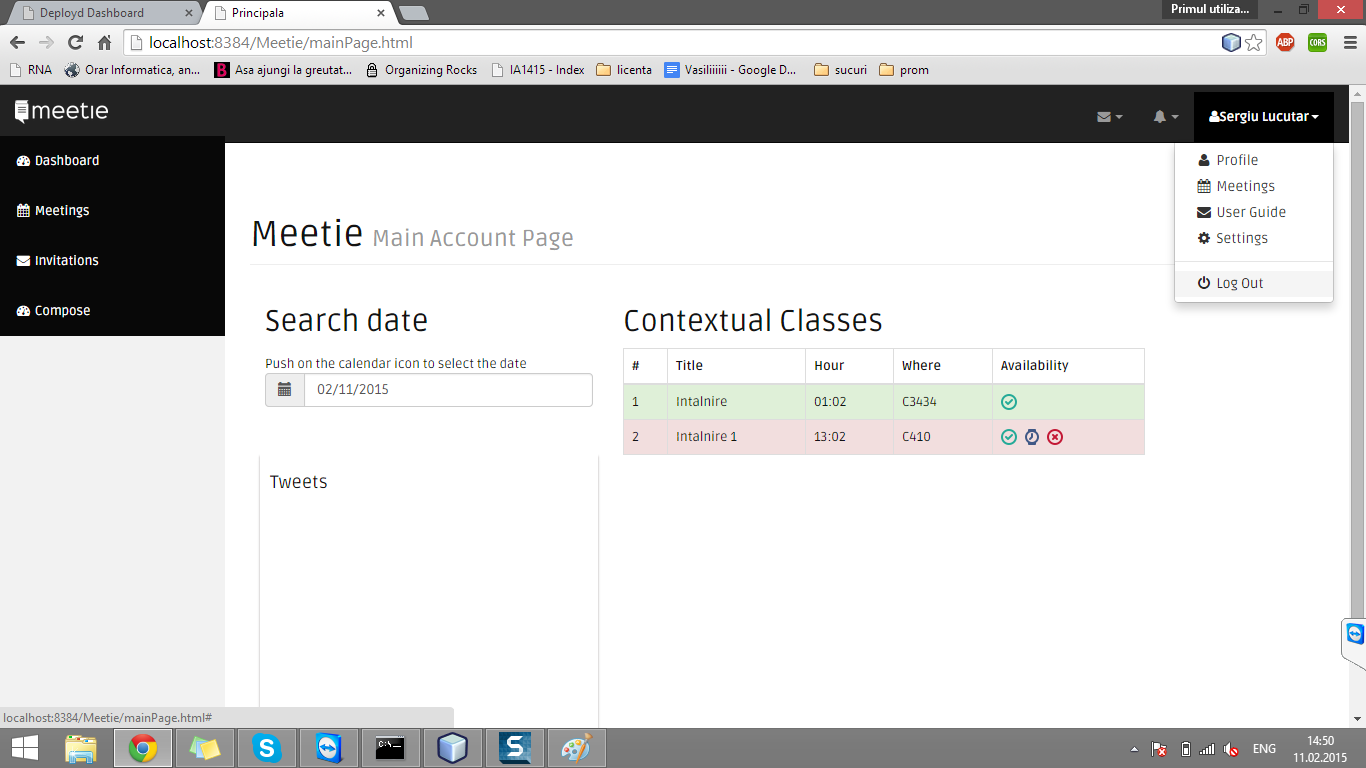 Deployd Dashboard
Principala
Primul utiliza...
localhost:8384/Meetie/mainPage.html
ABP
CORS
RNA
Orar Informatica, an...
Asa ajungi la greutat...
Organizing Rocks
IA1415 - Index
licenta
Vasiliiiiii - Google D...
sucuri
prom
meetie
Sergiu Lucutar
Dashboard
Meetings
Invitations
Compose
Profile
Meetings
User Guide
Settings
Log Out
Meetie Main Account Page
Search date
Push on the calendar icon to select the date
02/11/2015
Contextual Classes
# Title Hour Where Availability
1 Intalnire 01:02 C3434
2 Intalnire 1 13:02 C410
Tweets
localhost:8384/Meetie/mainPage.html#
C:\
ENG
14:50
11.02.2015